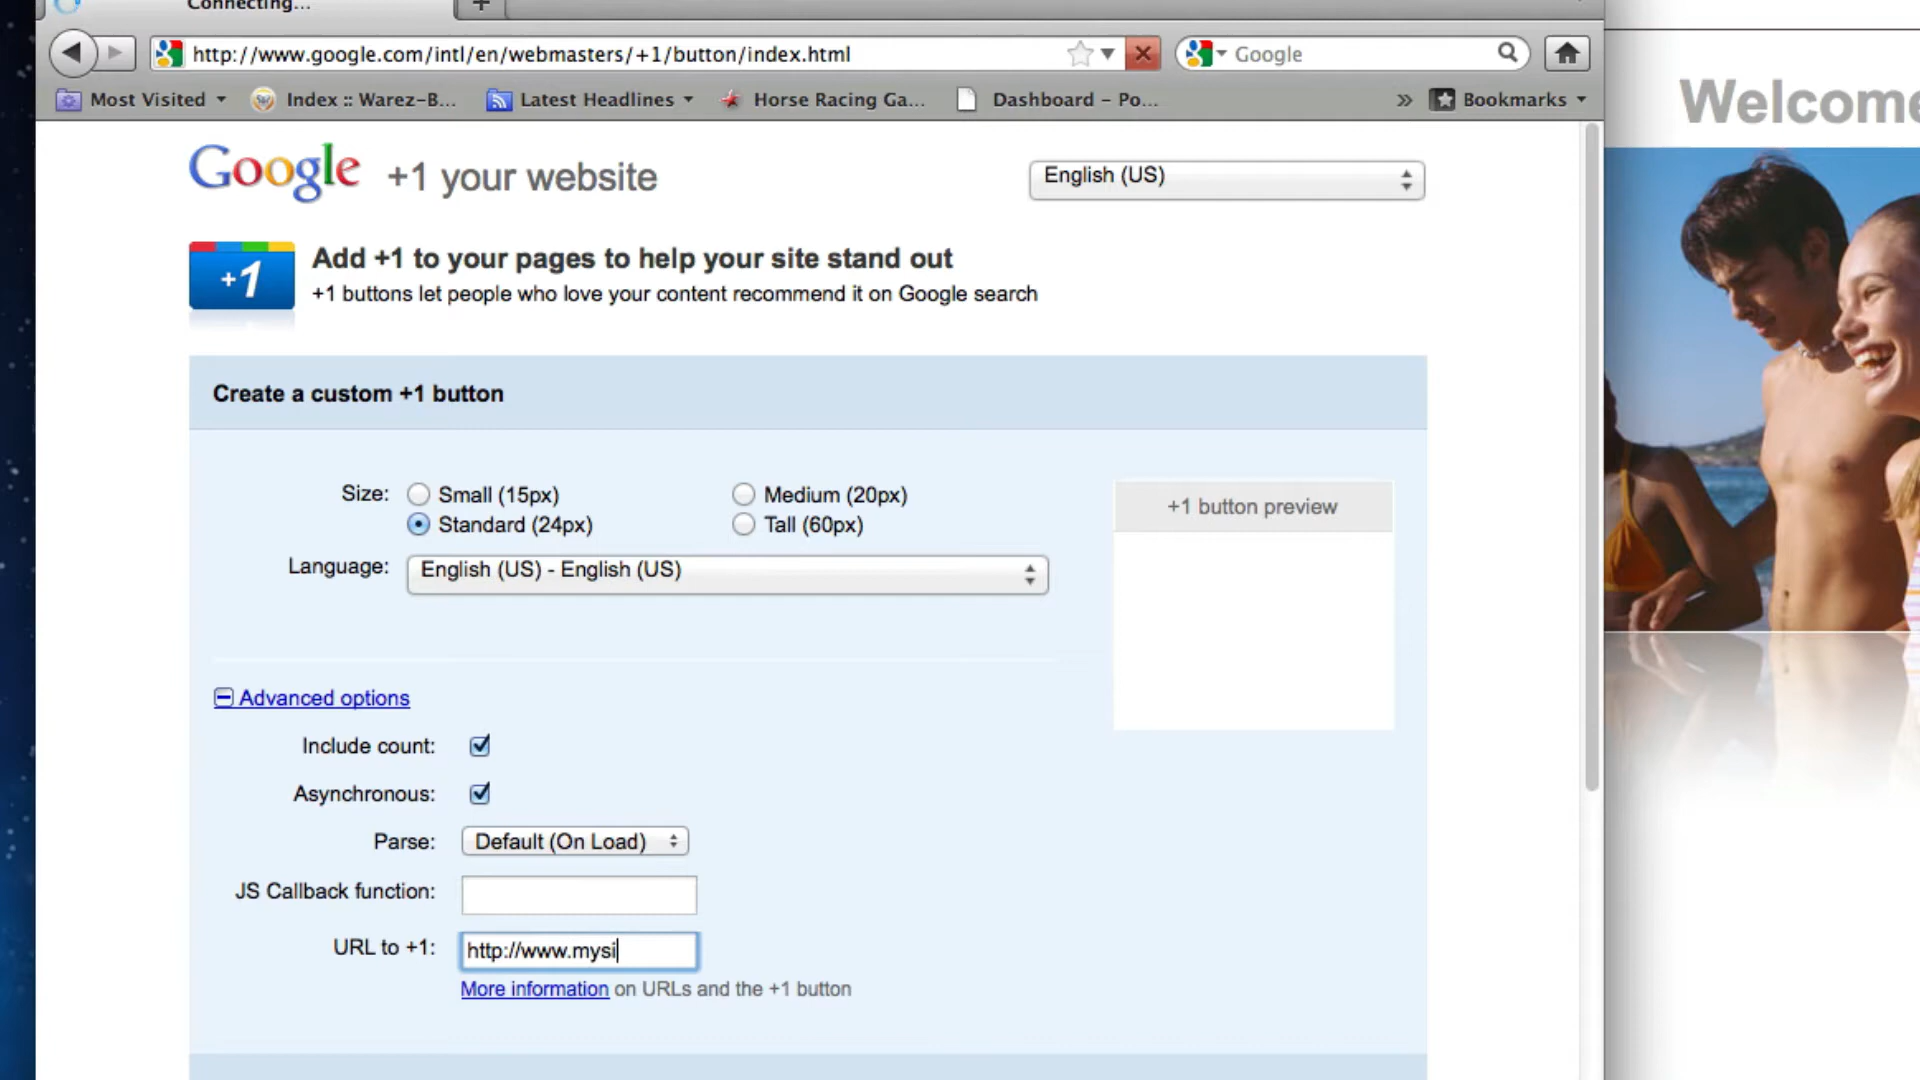 Connecting...
http://www.google.com/intl/en/webmasters/+1/button/index.html
Google
Most Visited
Index :: Warez-B...
Latest Headlines
Horse Racing Ga...
Dashboard - Po...
»
Bookmarks
Welcome
Google +1 your website
English (US)
+1
Add +1 to your pages to help your site stand out
+1 buttons let people who love your content recommend it on Google search
Create a custom +1 button
Size:
Small (15px)
Medium (20px)
Standard (24px)
Tall (60px)
+1 button preview
Language:
English (US) - English (US)
Advanced options
Include count:
Asynchronous:
Parse:
Default (On Load)
JS Callback function:
URL to +1:
http://www.mysi
More information on URLs and the +1 button